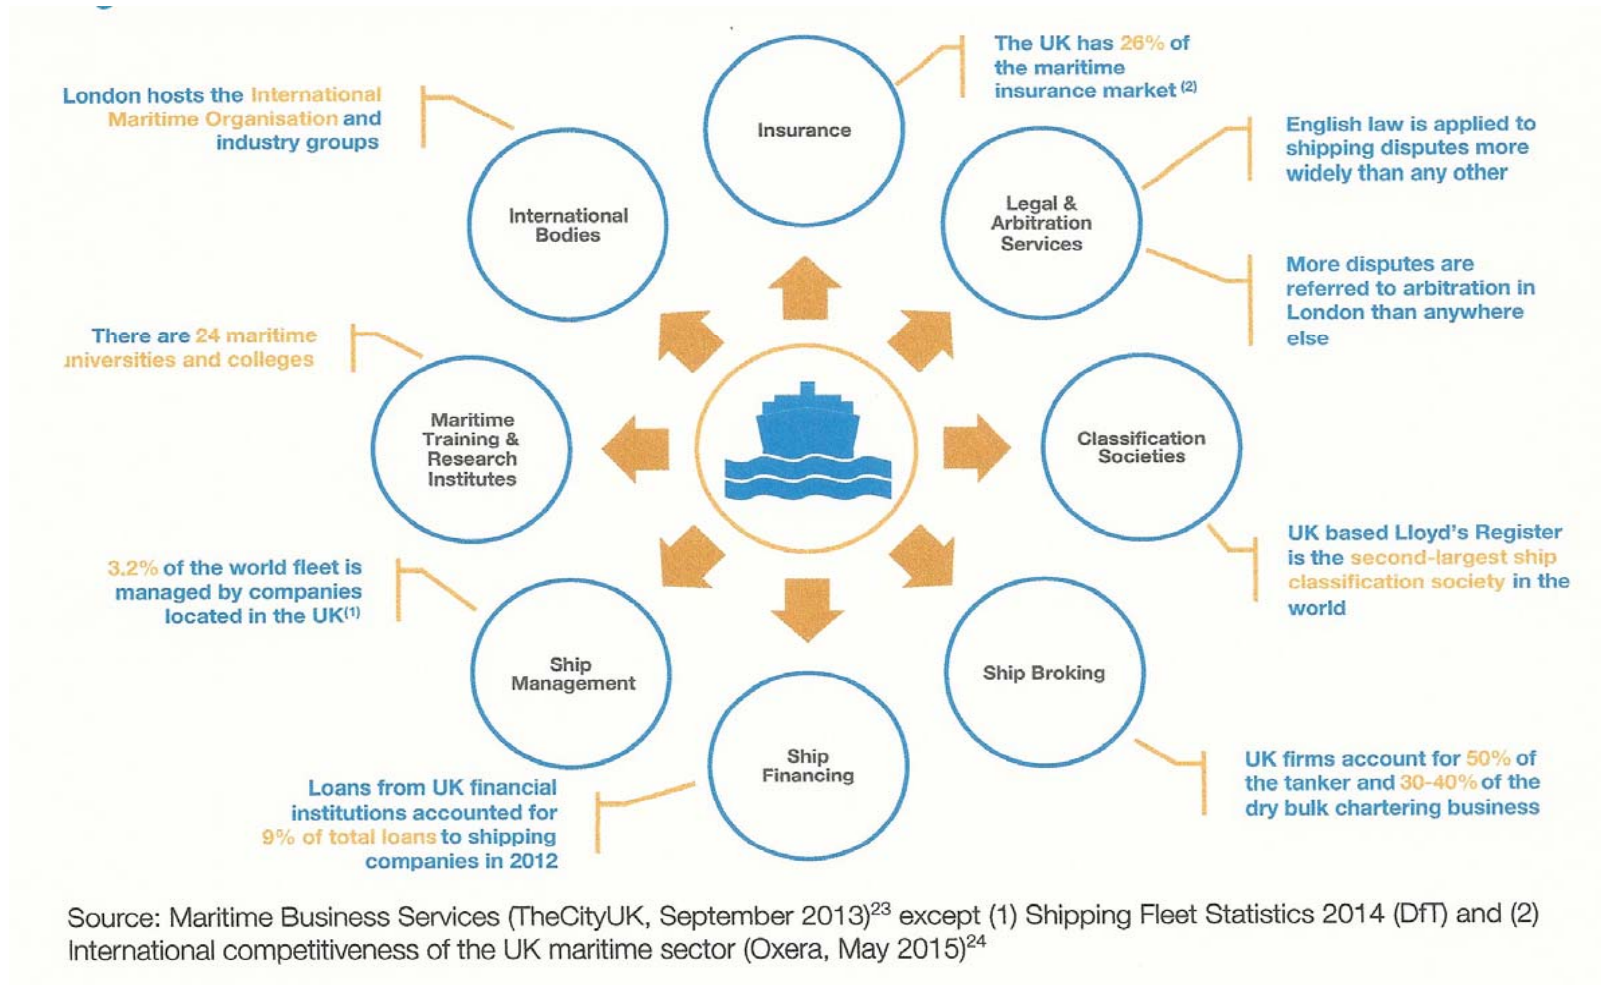 The UK has 26% of
the maritime
insurance market (2)
London hosts the International
Maritime Organisation and
industry groups
Insurance
English law is applied to
shipping disputes more
widely than any other
International
Bodies
Legal &
Arbitration
Services
More disputes are
referred to arbitration in
London than anywhere
else
There are 24 maritime
universities and colleges
Maritime
Training &
Research
Institutes
Classification
Societies
UK based Lloyd's Register
is the second-largest ship
classification society in the
world
3.2% of the world fleet is
managed by companies
located in the UK(1)
Ship
Management
Ship Broking
Ship
Financing
UK firms account for 50% of
the tanker and 30-40% of the
dry bulk chartering business
Loans from UK financial
institutions accounted for
9% of total loans to shipping
companies in 2012
Source: Maritime Business Services (TheCityUK, September 2013)23 except (1) Shipping Fleet Statistics 2014 (DfT) and (2)
International competitiveness of the UK maritime sector (Oxera, May 2015)24